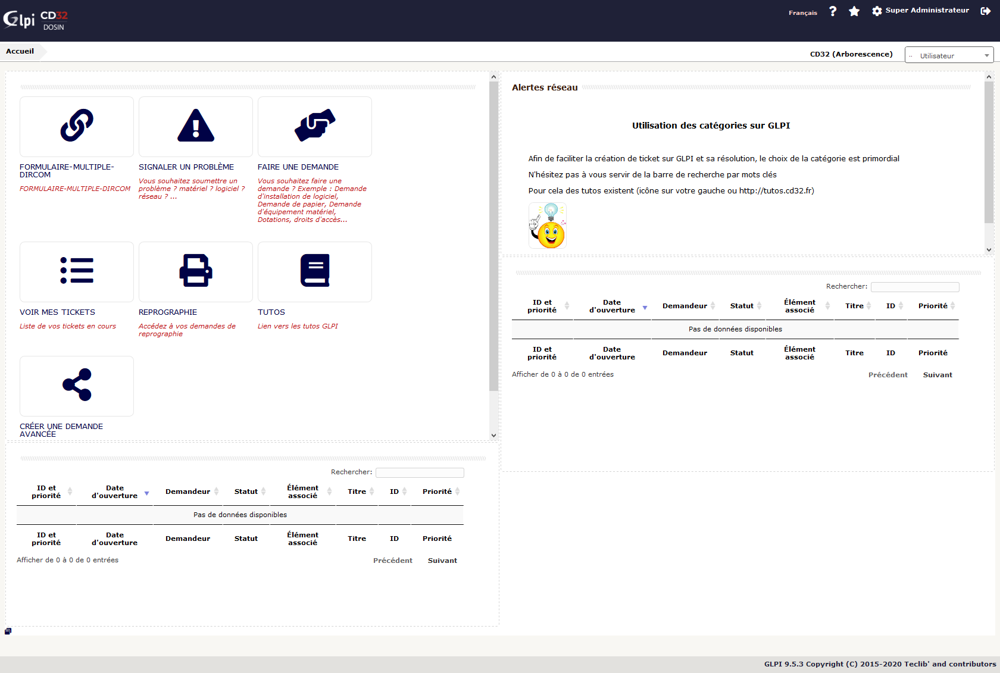 Glpi CD32
DOSIN
Français
Super Administrateur
Accueil
CD32 (Arborescence)
Utilisateur
FORMULAIRE-MULTIPLE-
DIRCOM
FORMULAIRE-MULTIPLE-DIRCOM
SIGNALER UN PROBLÈME
Vous souhaitez soumettre un
problème ? matériel ? logiciel ?
réseau ? ...
FAIRE UNE DEMANDE
Vous souhaitez faire une
demande ? Exemple : Demande
d'installation de logiciel,
Demande de papier, Demande
d'équipement matériel,
Dotations, droits d'accès...
VOIR MES TICKETS
Liste de vos tickets en cours
REPROGRAPHIE
Accédez à vos demandes de
reprographie
TUTOS
Lien vers les tutos GLPI
CRÉER UNE DEMANDE
AVANCÉE
Rechercher:
ID et
priorité
Date
d'ouverture
Demandeur
Statut
Élément
associé
Titre
ID
Priorité
Pas de données disponibles
ID et
priorité
Date
d'ouverture
Demandeur
Statut
Élément
associé
Titre
ID
Priorité
Afficher de 0 à 0 de 0 entrées
Précédent
Suivant
Alertes réseau
Utilisation des catégories sur GLPI
Afin de faciliter la création de ticket sur GLPI et sa résolution, le choix de la catégorie est primordial
N'hésitez pas à vous servir de la barre de recherche par mots clés
Pour cela des tutos existent (icône sur votre gauche ou http://tutos.cd32.fr)
Rechercher:
ID et
priorité
Date
d'ouverture
Demandeur
Statut
Élément
associé
Titre
ID
Priorité
Pas de données disponibles
ID et
priorité
Date
d'ouverture
Demandeur
Statut
Élément
associé
Titre
ID
Priorité
Afficher de 0 à 0 de 0 entrées
Précédent
Suivant
GLPI 9.5.3 Copyright (C) 2015-2020 Teclib' and contributors